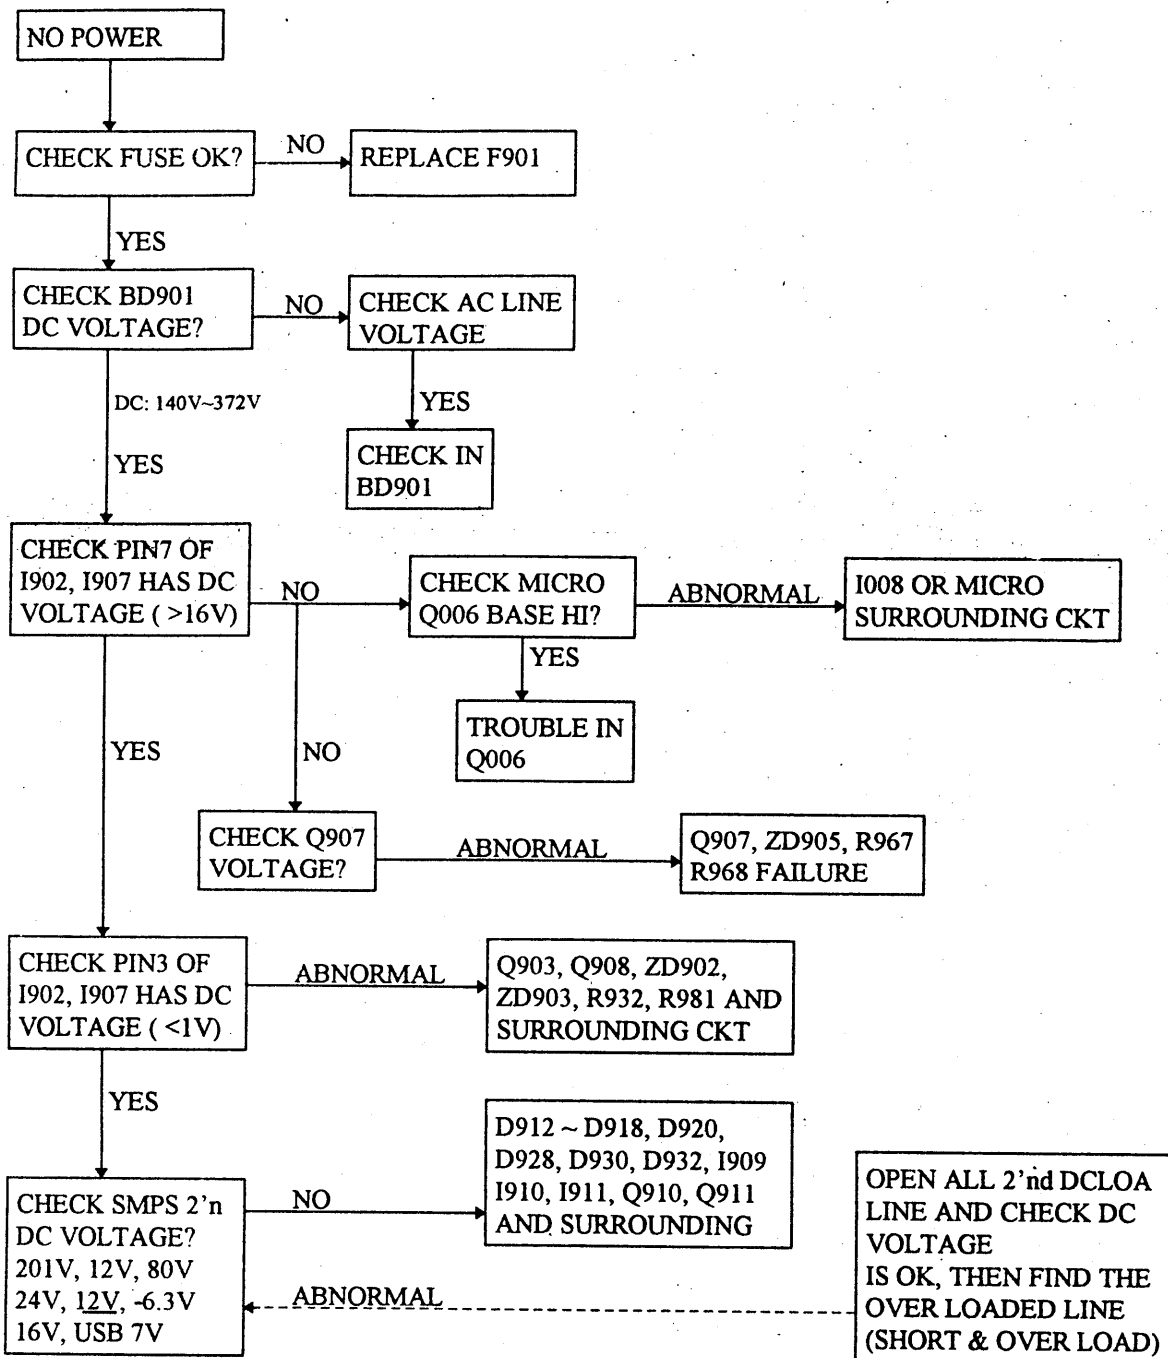 NO POWER
CHECK FUSE OK?
NO
REPLACE F901
YES
CHECK BD901
DC VOLTAGE?
NO
CHECK AC LINE
VOLTAGE
DC: 140V~372V
YES
YES
CHECK IN
BD901
CHECK PIN7 OF
I902, I907 HAS DC
VOLTAGE ( >16V)
NO
CHECK MICRO
Q006 BASE HI?
ABNORMAL
I008 OR MICRO
SURROUNDING CKT
YES
TROUBLE IN
Q006
YES
NO
CHECK Q907
VOLTAGE?
ABNORMAL
Q907, ZD905, R967
R968 FAILURE
CHECK PIN3 OF
I902, I907 HAS DC
VOLTAGE ( <1V)
ABNORMAL
Q903, Q908, ZD902,
ZD903, R932, R981 AND
SURROUNDING CKT
YES
CHECK SMPS 2'n
DC VOLTAGE?
201V, 12V, 80V
24V, 12V, -6.3V
16V, USB 7V
NO
D912 ~ D918, D920,
D928, D930, D932, I909
I910, I911, Q910, Q911
AND SURROUNDING
ABNORMAL
OPEN ALL 2'nd DCLOA
LINE AND CHECK DC
VOLTAGE
IS OK, THEN FIND THE
OVER LOADED LINE
(SHORT & OVER LOAD)